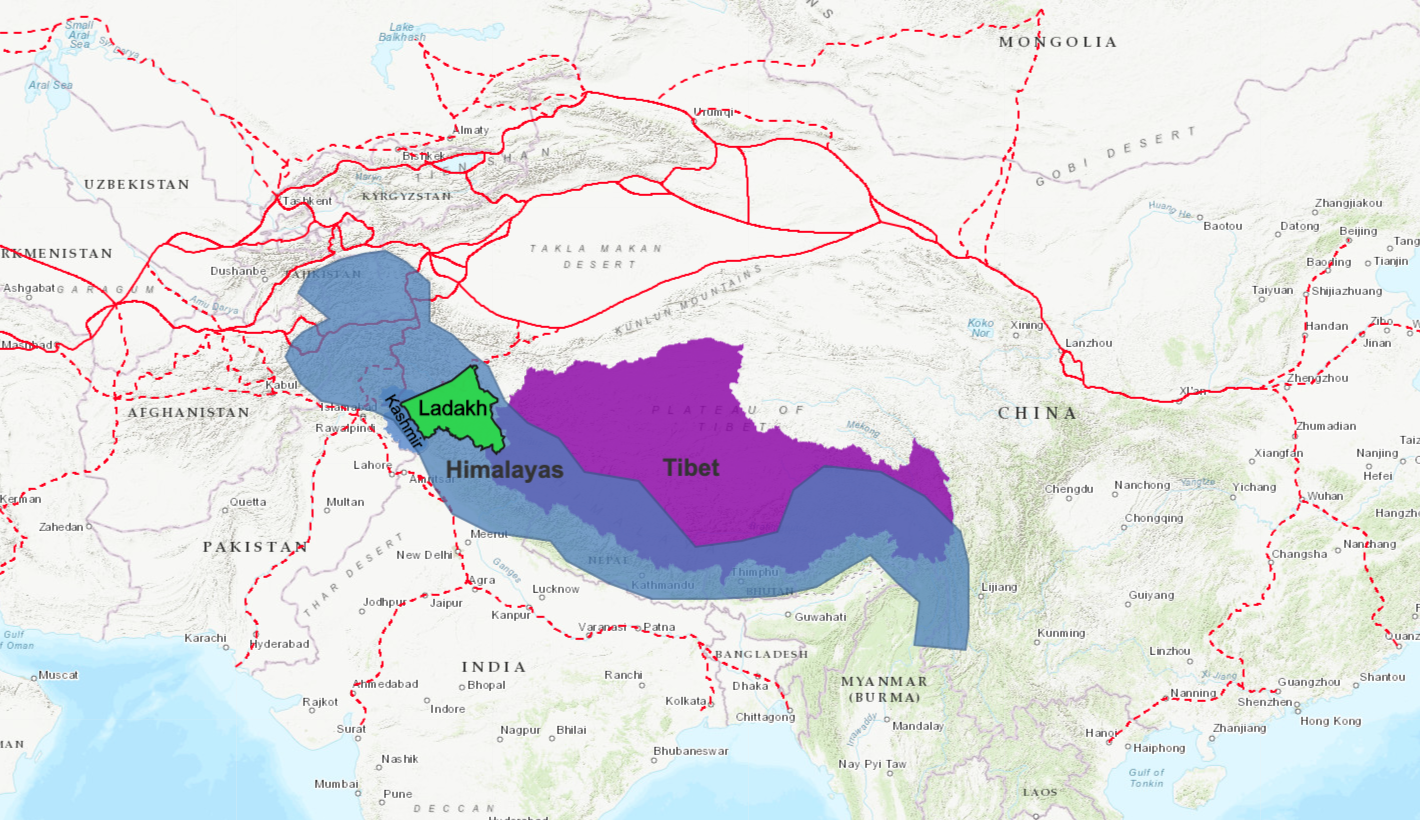 Small
Aral
Sea
Syr Darya
Lake
Balkhash
N S
MONGOLIA
Aral Sea
Urumqi
Almaty
GOBI DESERT
Bishkek
TIEN SHAN
UZBEKISTAN
Naryn
KYRGYZSTAN
Tashkent
Zhangjiakou
Huang He
Baotou
Datong
Beijing
Tang
RKMENISTAN
TAKLA MAKAN
DESERT
Baoding
Tianjin
Dushanbe
TAJIKISTAN
Ashgabat
GARAGUM
Amu Darya
KUNLUN MOUNTAINS
Taiyuan
Shijiazhuang
Koko
Nor
Xining
Handan
Zibo
W
Mashhad
Lanzhou
Jinan
Kabul
Xi'an
Zhengzhou
Islamabad
Kashmir
Ladakh
AFGHANISTAN
PLATEAU OF
TIBET
CHINA
Rawalpindi
Mekong
Zhumadian
Taiz
Lahore
Himalayas
Tibet
Xiangfan
Nanjing
Hefei
Amritsar
Kerman
Quetta
Multan
Chengdu
Nanchong
Yangtze
Yichang
Wuhan
Hangzho
Zahedan
Chongqing
PAKISTAN
THAR DESERT
New Delhi
Meerut
NEPAL
Nanchang
Changsha
Ganges
Kathmandu
Thimphu
BHUTAN
Agra
Lucknow
Lijiang
Jodhpur
Jaipur
Kanpur
Guwahati
Guiyang
F
Gulf
f Oman
Karachi
Hyderabad
Varanasi
Patna
Kunming
Quanz
BANGLADESH
Linzhou
Muscat
INDIA
Xi Jiang
Ahmedabad
Bhopal
Ranchi
Dhaka
MYANMAR
(BURMA)
Guangzhou
Shantou
Nanning
Rajkot
Indore
Kolkata
Chittagong
Shenzhen
Hong Kong
Surat
Nagpur
Bhilai
Irrawaddy
Mandalay
Hanoi
Zhanjiang
MAN
Haiphong
Nashik
Bhubaneswar
Nay Pyi Taw
Gulf of
Tonkin
Mumbai
Pune
LAOS
DECCAN
Hyderabad